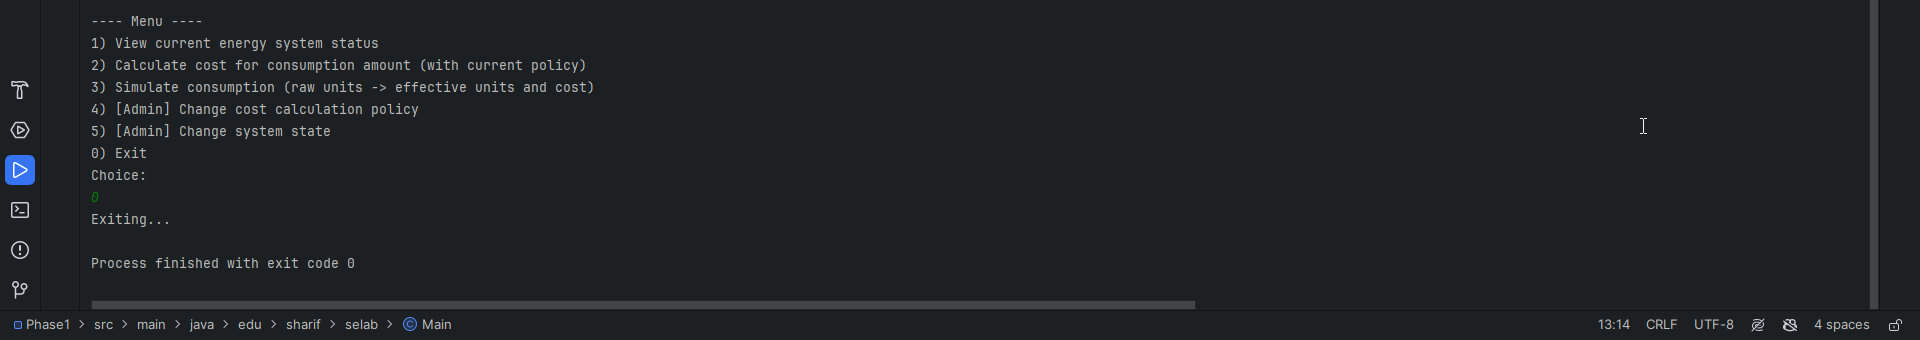 ---- Menu ----
1) View current energy system status
2) Calculate cost for consumption amount (with current policy)
3) Simulate consumption (raw units -> effective units and cost)
4) [Admin] Change cost calculation policy
5) [Admin] Change system state
0) Exit
Choice:
0
Exiting...
Process finished with exit code 0
Phase1 > src > main > java > edu > sharif > selab > Main 13:14 CRLF UTF-8 4 spaces